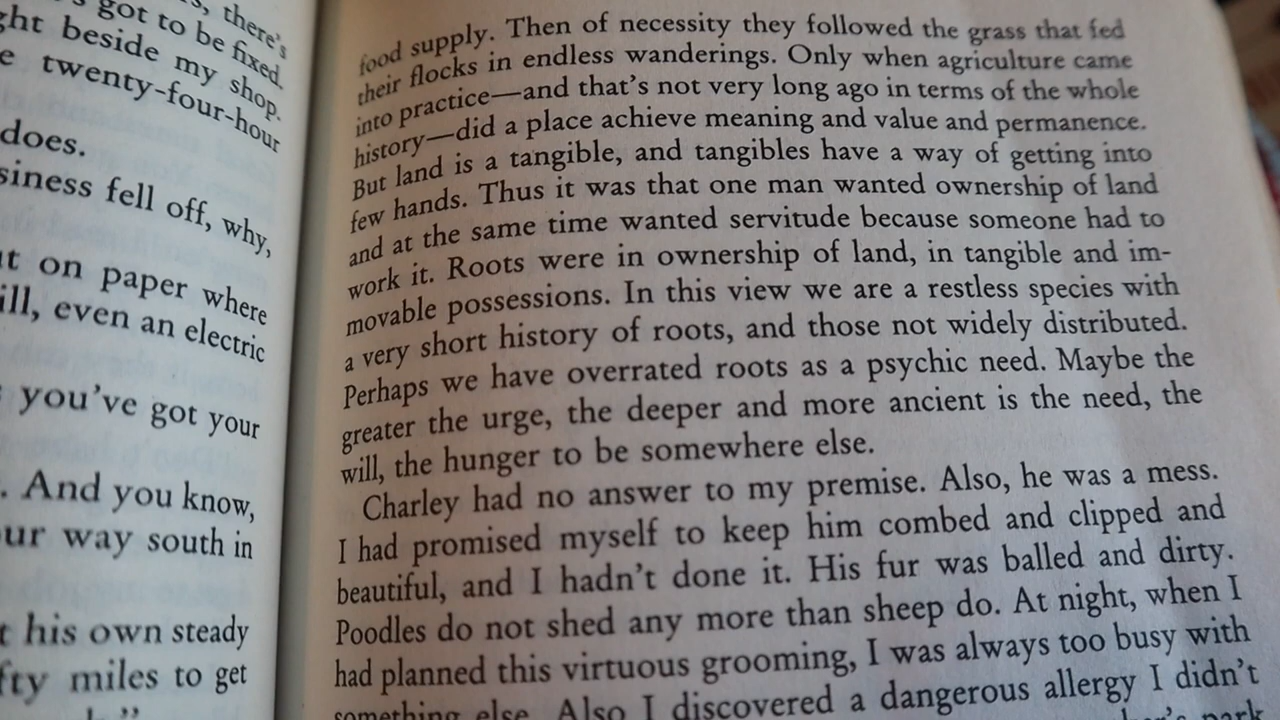 there's
got to be fixed.
ght beside my shop.
e twenty-four-hour
does.
siness fell off, why,
on paper where
ill, even an electric
you've got your
. And you know,
ur way south in
his own steady
fty miles to get
food supply. Then of necessity they followed the grass that fed
their flocks in endless wanderings. Only when agriculture came
into practice—and that's not very long ago in terms of the whole
history—did a place achieve meaning and value and permanence.
But land is a tangible, and tangibles have a way of getting into
few hands. Thus it was that one man wanted ownership of land
and at the same time wanted servitude because someone had to
work it. Roots were in ownership of land, in tangible and im-
movable possessions. In this view we are a restless species with
a very short history of roots, and those not widely distributed.
Perhaps we have overrated roots as a psychic need. Maybe the
greater the urge, the deeper and more ancient is the need, the
will, the hunger to be somewhere else.
Charley had no answer to my premise. Also, he was a mess.
I had promised myself to keep him combed and clipped and
beautiful, and I hadn't done it. His fur was balled and dirty.
Poodles do not shed any more than sheep do. At night, when I
had planned this virtuous grooming, I was always too busy with
something else. Also I discovered a dangerous allergy I didn't
park